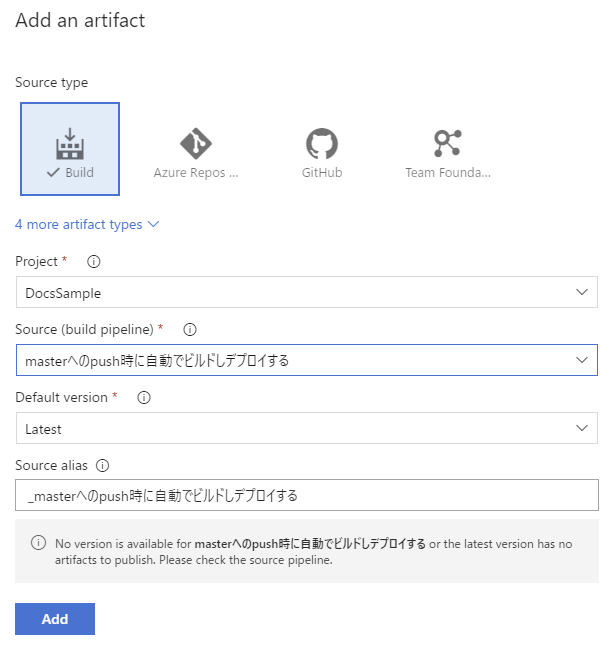 Add an artifact
Source type
Build
Azure Repos ...
GitHub
Team Founda...
4 more artifact types
Project *
DocsSample
Source (build pipeline) *
masterへのpush時に自動でビルドしデプロイする
Default version *
Latest
Source alias
_masterへのpush時に自動でビルドしデプロイする
No version is available for masterへのpush時に自動でビルドしデプロイする or the latest version has no
artifacts to publish. Please check the source pipeline.
Add